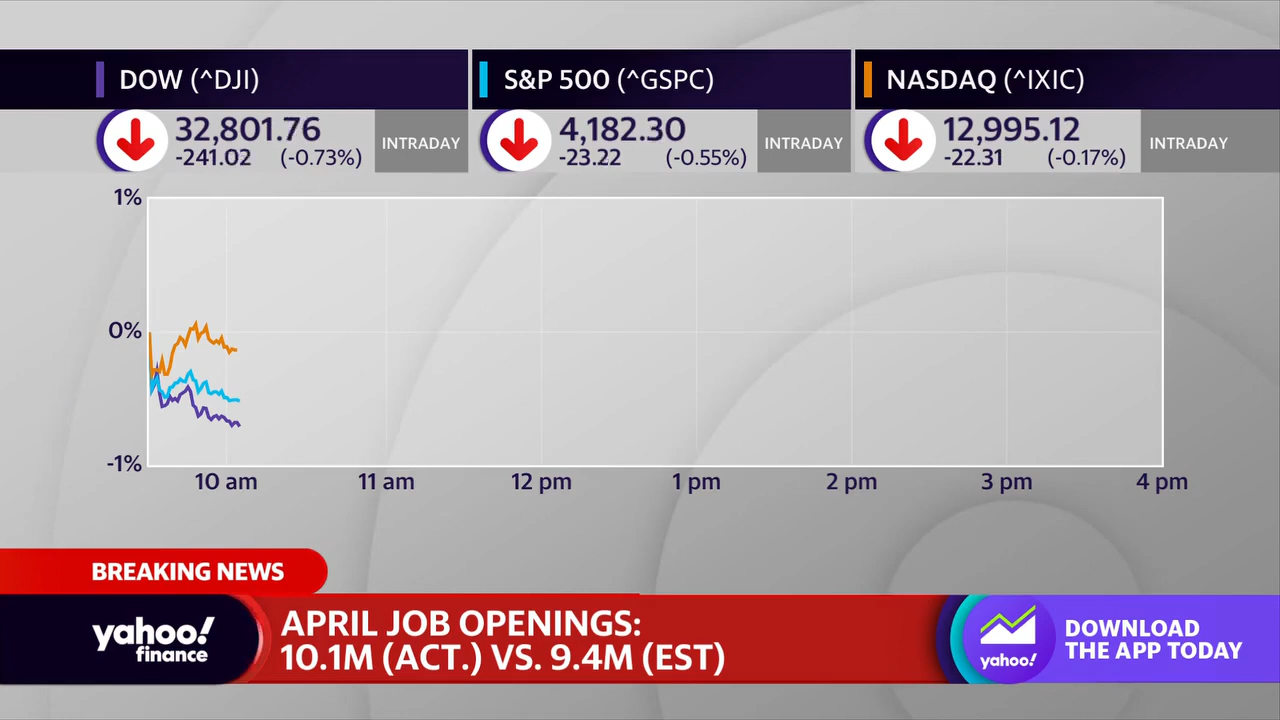 DOW (^DJI)
32,801.76
-241.02 (-0.73%)
INTRADAY
S&P 500 (^GSPC)
4,182.30
-23.22 (-0.55%)
INTRADAY
NASDAQ (^IXIC)
12,995.12
-22.31 (-0.17%)
INTRADAY
1%
0%
-1%
10 am 11 am 12 pm 1 pm 2 pm 3 pm 4 pm
BREAKING NEWS
yahoo!
finance
APRIL JOB OPENINGS:
10.1M (ACT.) VS. 9.4M (EST)
yahoo!
DOWNLOAD
THE APP TODAY